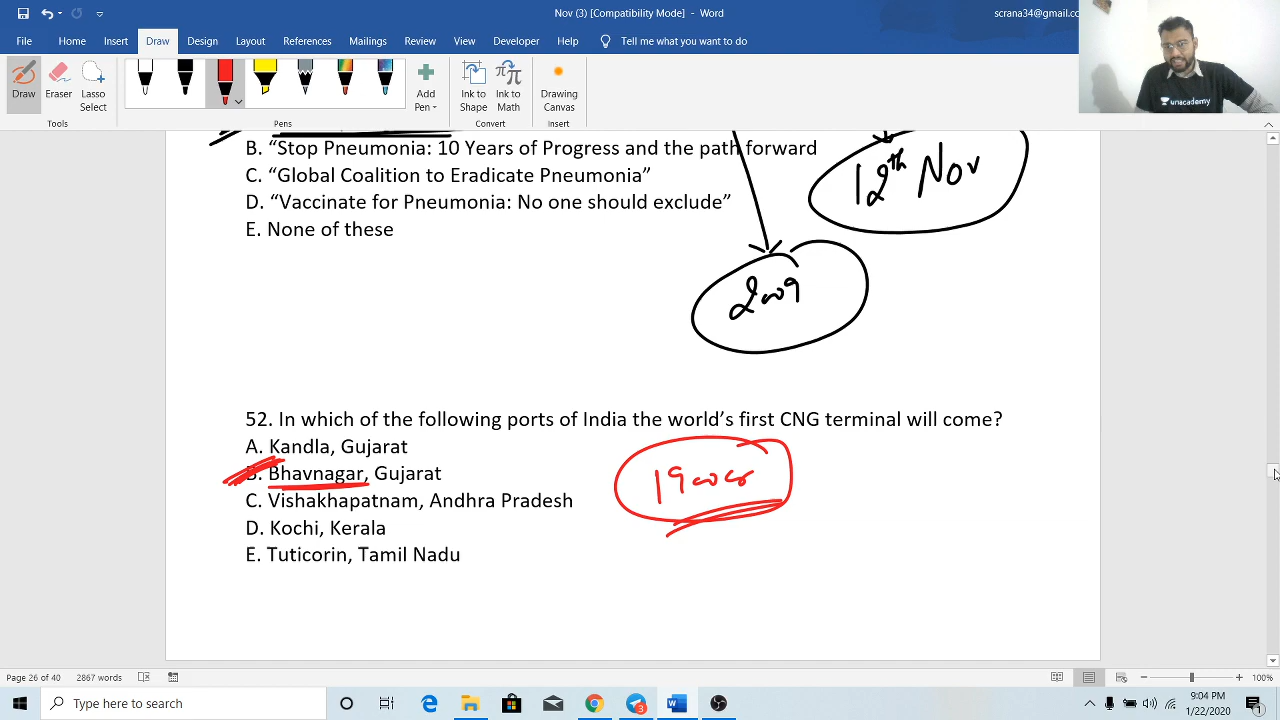 Nov (3) [Compatibility Mode] - Word
scrana34@gmail.co
File Home Insert Draw Design Layout References Mailings Review View Developer Help Tell me what you want to do
Draw Eraser Lasso Select Add Pen Ink to Shape Ink to Math Drawing Canvas
Tools Pens Convert Insert
unacademy
B. “Stop Pneumonia: 10 Years of Progress and the path forward
C. “Global Coalition to Eradicate Pneumonia”
D. “Vaccinate for Pneumonia: No one should exclude”
E. None of these
12th Nov
2009
52. In which of the following ports of India the world’s first CNG terminal will come?
A. Kandla, Gujarat
B. Bhavnagar, Gujarat
C. Vishakhapatnam, Andhra Pradesh
D. Kochi, Kerala
E. Tuticorin, Tamil Nadu
1900 cr
Page 26 of 40 2867 words 100%
Type here to search
3
9:04 PM
1/22/2020
1